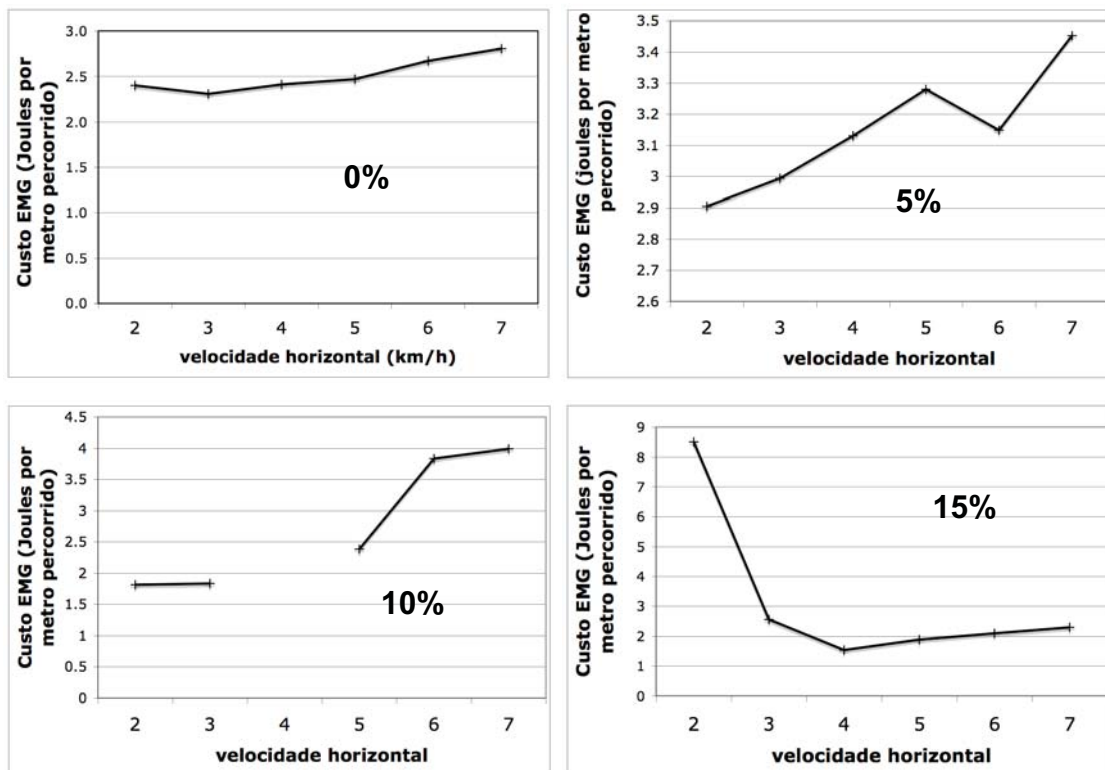 Custo EMG (Joules por
metro percorrido)
3.0
2.5
2.0
1.5
1.0
0.5
0.0
0%
2 3 4 5 6 7
velocidade horizontal (km/h)
Custo EMG (joules por metro
percorrido)
3.5
3.4
3.3
3.2
3.1
3
2.9
2.8
2.7
2.6
5%
2 3 4 5 6 7
velocidade horizontal
Custo EMG (Joules por
metro percorrido)
4.5
4
3.5
3
2.5
2
1.5
1
0.5
0
10%
2 3 4 5 6 7
velocidade horizontal
Custo EMG (Joules por
metro percorrido)
9
8
7
6
5
4
3
2
1
0
15%
2 3 4 5 6 7
velocidade horizontal